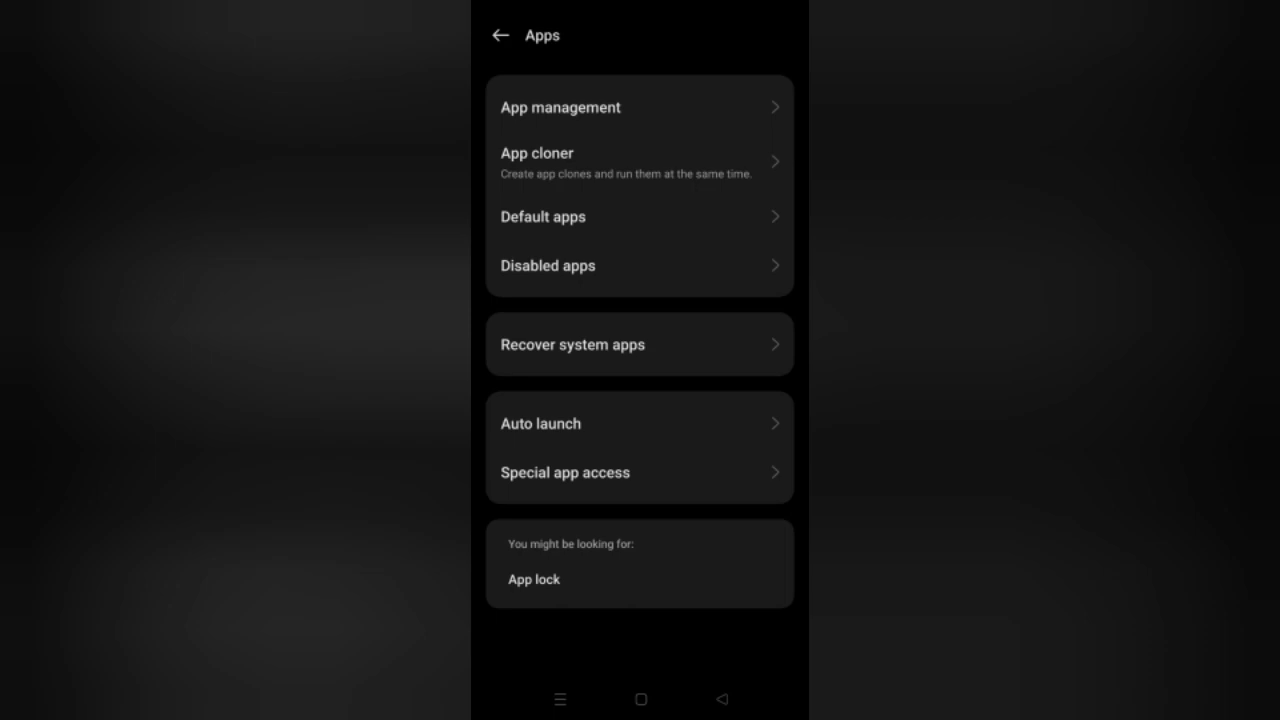 Apps
App management
App cloner
Create app clones and run them at the same time.
Default apps
Disabled apps
Recover system apps
Auto launch
Special app access
You might be looking for:
App lock